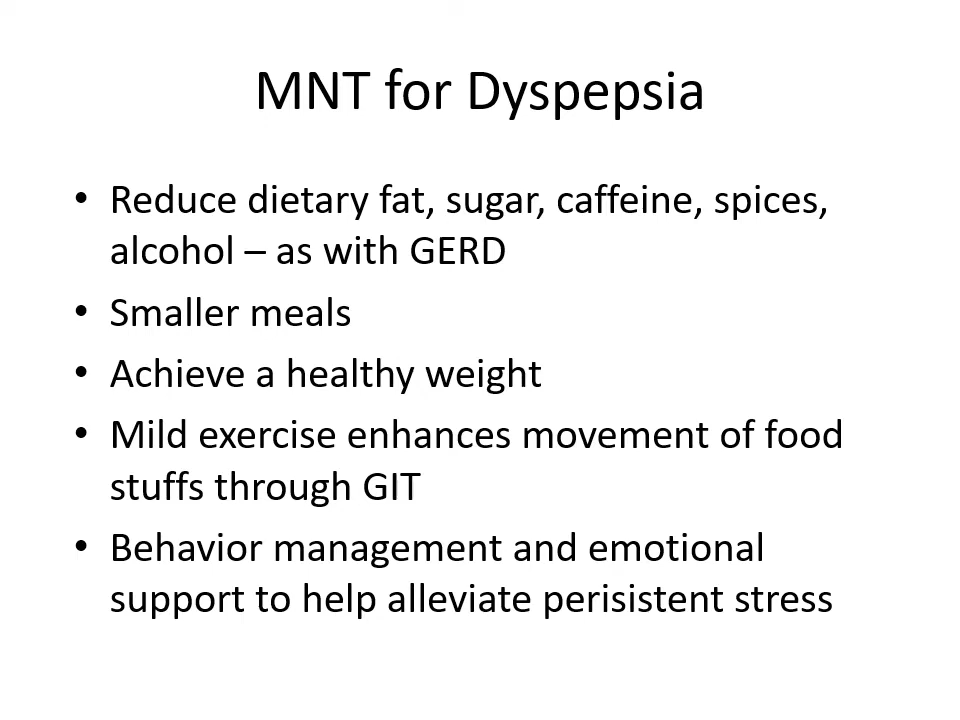 MNT for Dyspepsia
• Reduce dietary fat, sugar, caffeine, spices,
alcohol – as with GERD
• Smaller meals
• Achieve a healthy weight
• Mild exercise enhances movement of food
stuffs through GIT
• Behavior management and emotional
support to help alleviate perisistent stress